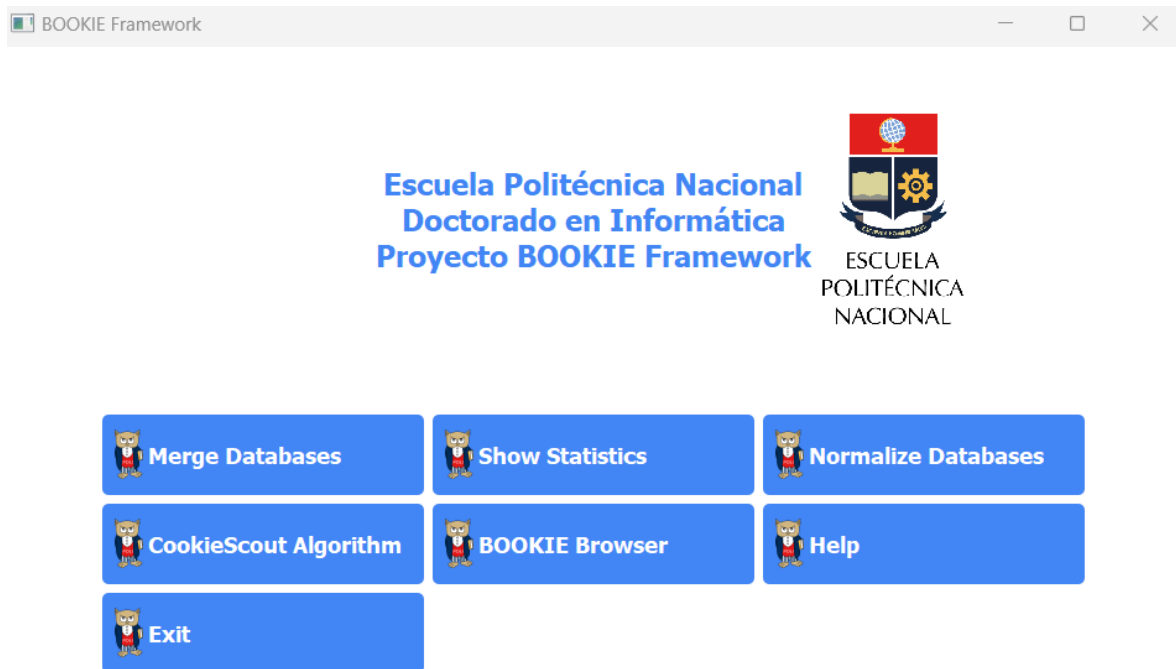 BOOKIE Framework
Escuela Politécnica Nacional
Doctorado en Informática
Proyecto BOOKIE Framework
ESCUELA
POLITÉCNICA
NACIONAL
Merge Databases
Show Statistics
Normalize Databases
CookieScout Algorithm
BOOKIE Browser
Help
Exit